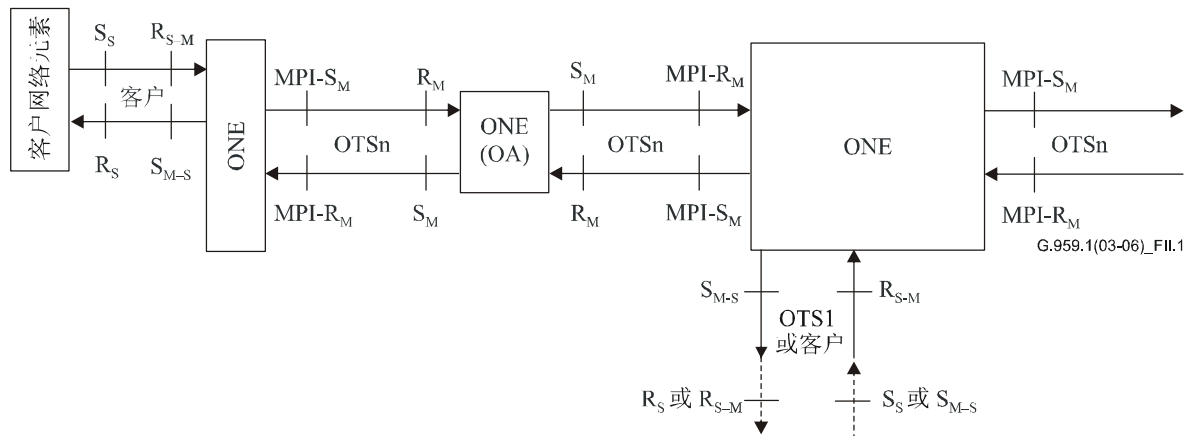 客户网络元素
S_S
R_S–M
客户
R_S
S_M–S
ONE
MPI-S_M
R_M
OTSn
MPI-R_M
S_M
ONE
(OA)
S_M
MPI-R_M
OTSn
R_M
MPI-S_M
ONE
MPI-S_M
OTSn
MPI-R_M
G.959.1(03-06)_FII.1
S_M-S
R_S-M
OTS1
或客户
R_S 或 R_S–M
S_S 或 S_M–S